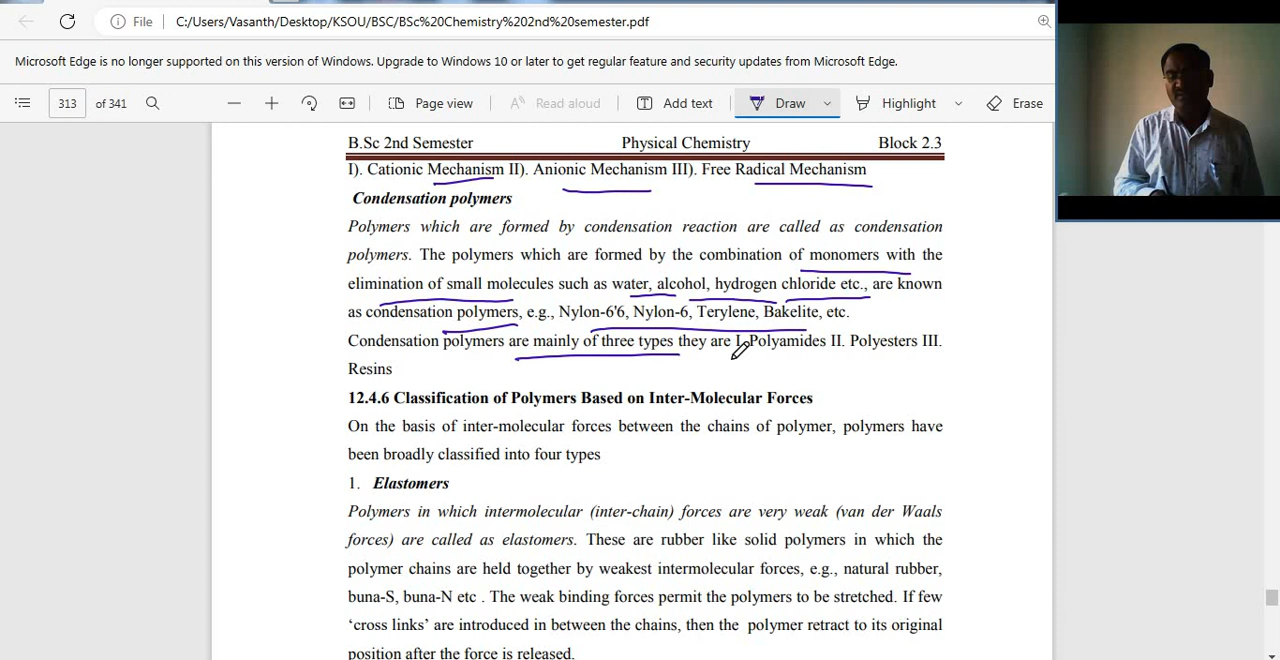 File C:/Users/Vasanth/Desktop/KSOU/BSC/BSc%20Chemistry%202nd%20semester.pdf
Microsoft Edge is no longer supported on this version of Windows. Upgrade to Windows 10 or later to get regular feature and security updates from Microsoft Edge.
313 of 341 Page view Read aloud Add text Draw Highlight Erase
B.Sc 2nd Semester Physical Chemistry Block 2.3
I). Cationic Mechanism II). Anionic Mechanism III). Free Radical Mechanism
Condensation polymers
Polymers which are formed by condensation reaction are called as condensation
polymers. The polymers which are formed by the combination of monomers with the
elimination of small molecules such as water, alcohol, hydrogen chloride etc., are known
as condensation polymers, e.g., Nylon-6'6, Nylon-6, Terylene, Bakelite, etc.
Condensation polymers are mainly of three types they are I. Polyamides II. Polyesters III.
Resins
12.4.6 Classification of Polymers Based on Inter-Molecular Forces
On the basis of inter-molecular forces between the chains of polymer, polymers have
been broadly classified into four types
1. Elastomers
Polymers in which intermolecular (inter-chain) forces are very weak (van der Waals
forces) are called as elastomers. These are rubber like solid polymers in which the
polymer chains are held together by weakest intermolecular forces, e.g., natural rubber,
buna-S, buna-N etc . The weak binding forces permit the polymers to be stretched. If few
‘cross links’ are introduced in between the chains, then the polymer retract to its original
position after the force is released.